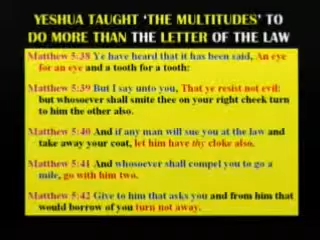 YESHUA TAUGHT ‘THE MULTITUDES’ TO
DO MORE THAN THE LETTER OF THE LAW
Matthew 5:38 Ye have heard that it has been said, An eye
for an eye and a tooth for a tooth:
Matthew 5:39 But I say unto you, That ye resist not evil:
but whosoever shall smite thee on your right cheek turn
to him the other also.
Matthew 5:40 And if any man will sue you at the law and
take away your coat, let him have thy cloke also.
Matthew 5:41 And whosoever shall compel you to go a
mile, go with him two.
Matthew 5:42 Give to him that asks you and from him that
would borrow of you turn not away.